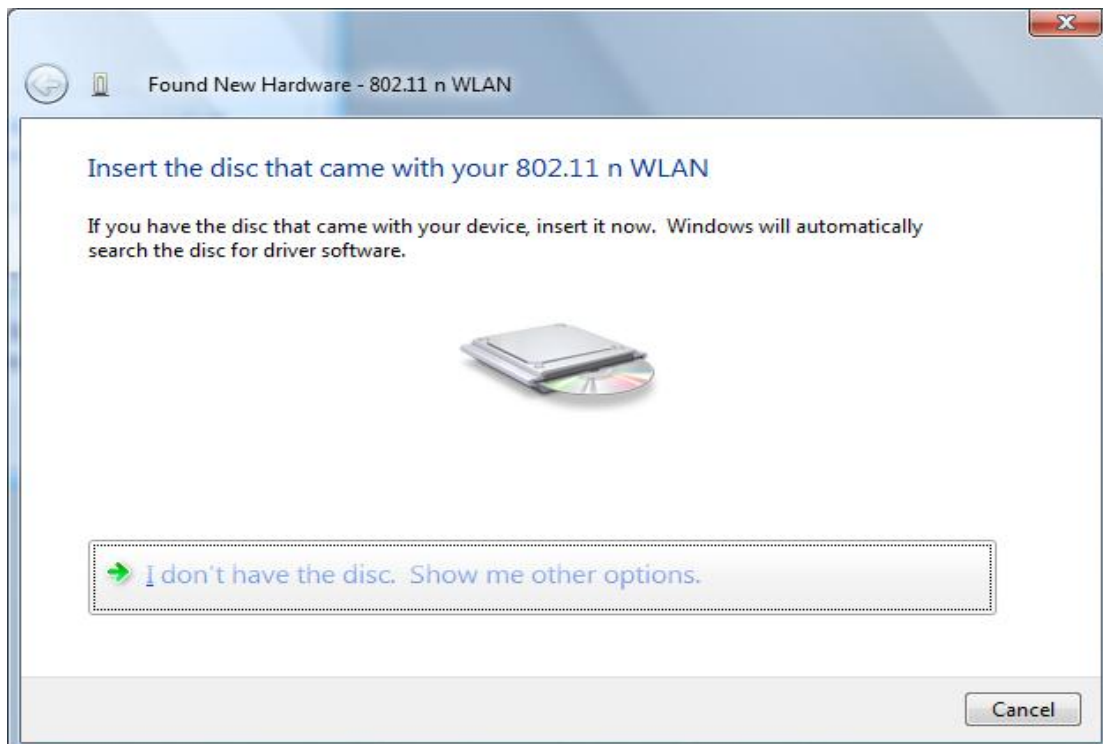 Found New Hardware - 802.11 n WLAN
Insert the disc that came with your 802.11 n WLAN
If you have the disc that came with your device, insert it now.  Windows will automatically
search the disc for driver software.
I don't have the disc.  Show me other options.
Cancel